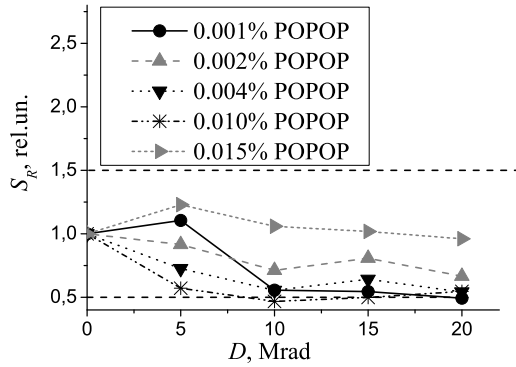 2,5
2,0
1,5
1,0
0,5
S_R, rel.un.
0.001% POPOP
0.002% POPOP
0.004% POPOP
0.010% POPOP
0.015% POPOP
0 5 10 15 20
D, Mrad